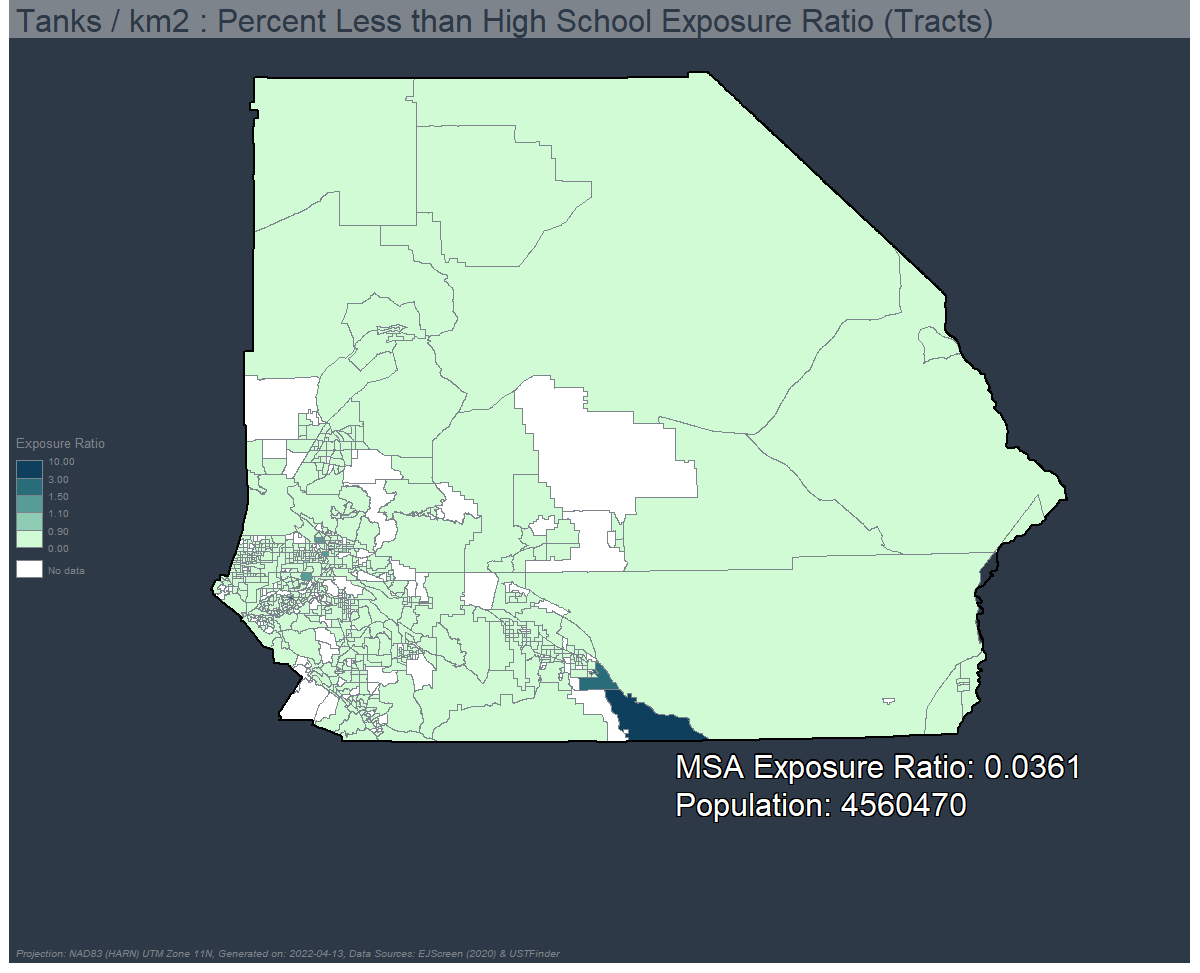 Tanks / km2 : Percent Less than High School Exposure Ratio (Tracts)
Exposure Ratio
10.00
3.00
1.50
1.10
0.90
0.00
No data
MSA Exposure Ratio: 0.0361
Population: 4560470
Projection: NAD83 (HARN) UTM Zone 11N, Generated on: 2022-04-13, Data Sources: EJScreen (2020) & USTFinder